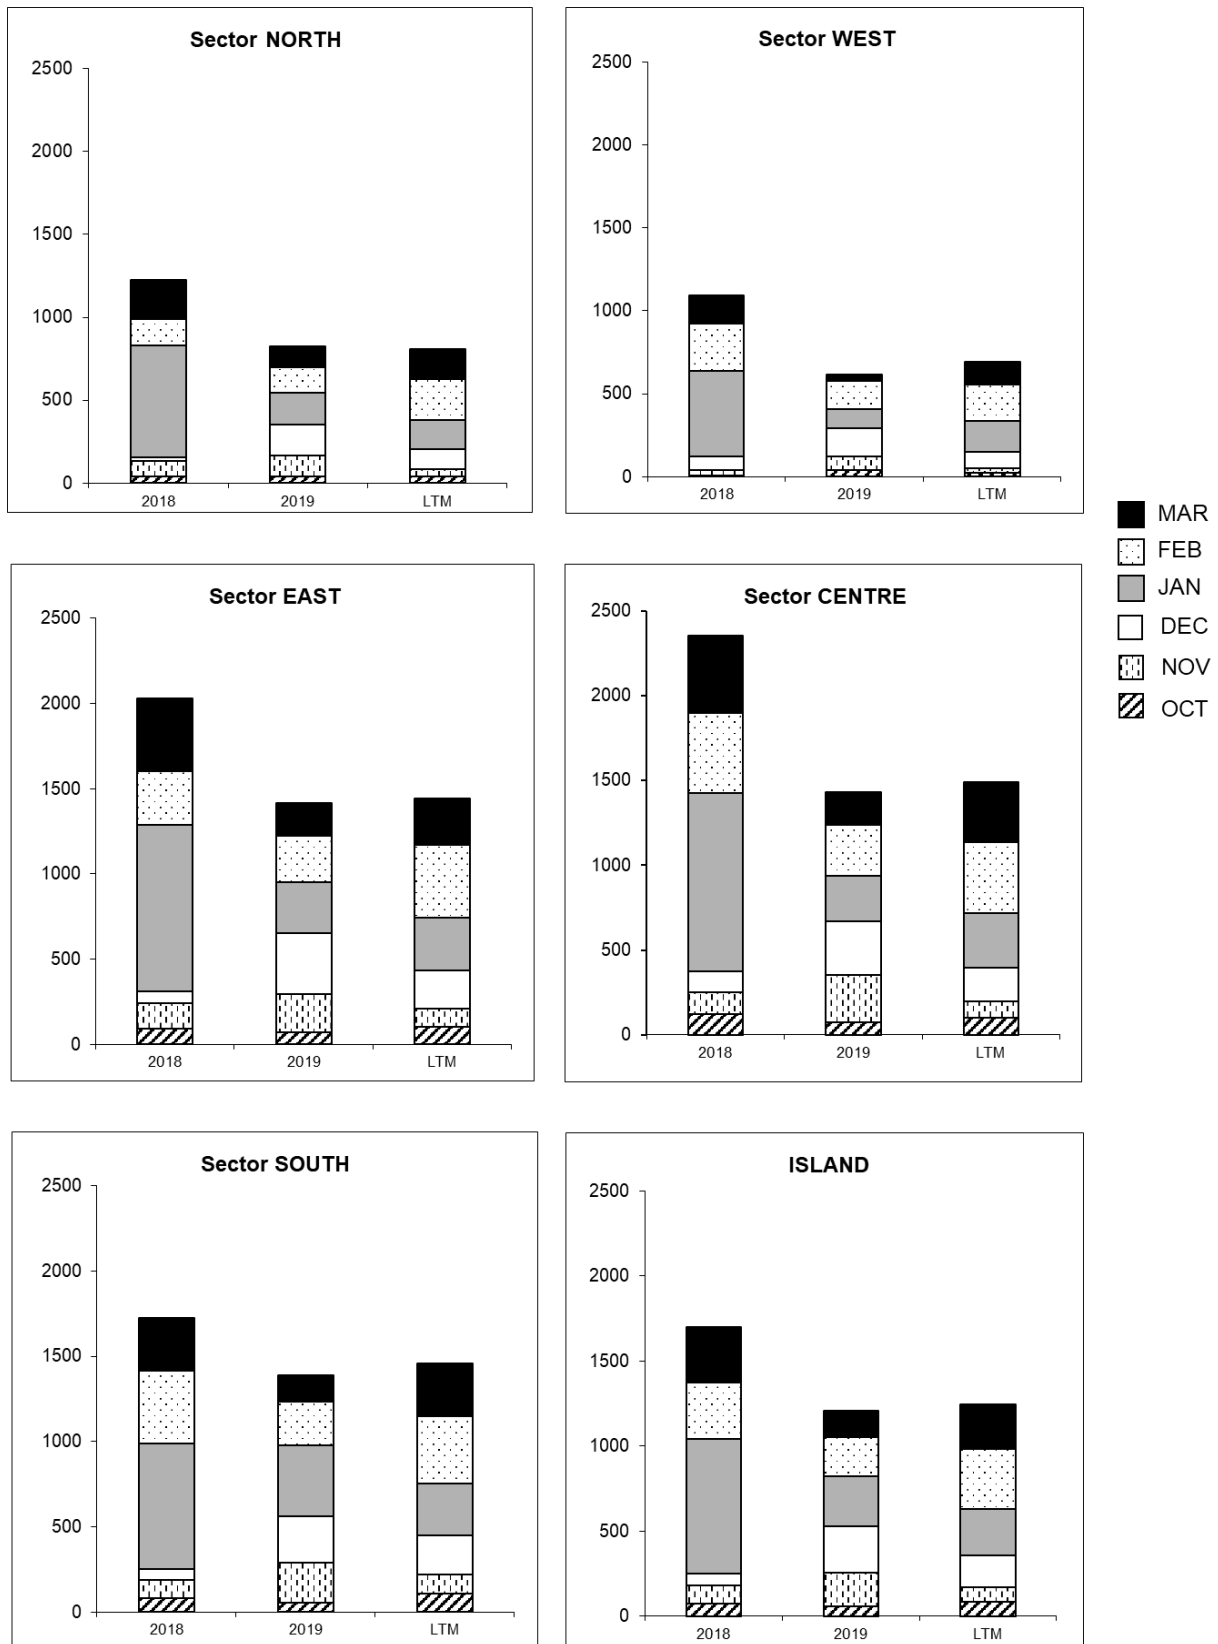 Sector NORTH
2500
2000
1500
1000
500
0
2018 2019 LTM
Sector WEST
2500
2000
1500
1000
500
0
2018 2019 LTM
MAR
FEB
JAN
DEC
NOV
OCT
Sector EAST
2500
2000
1500
1000
500
0
2018 2019 LTM
Sector CENTRE
2500
2000
1500
1000
500
0
2018 2019 LTM
Sector SOUTH
2500
2000
1500
1000
500
0
2018 2019 LTM
ISLAND
2500
2000
1500
1000
500
0
2018 2019 LTM